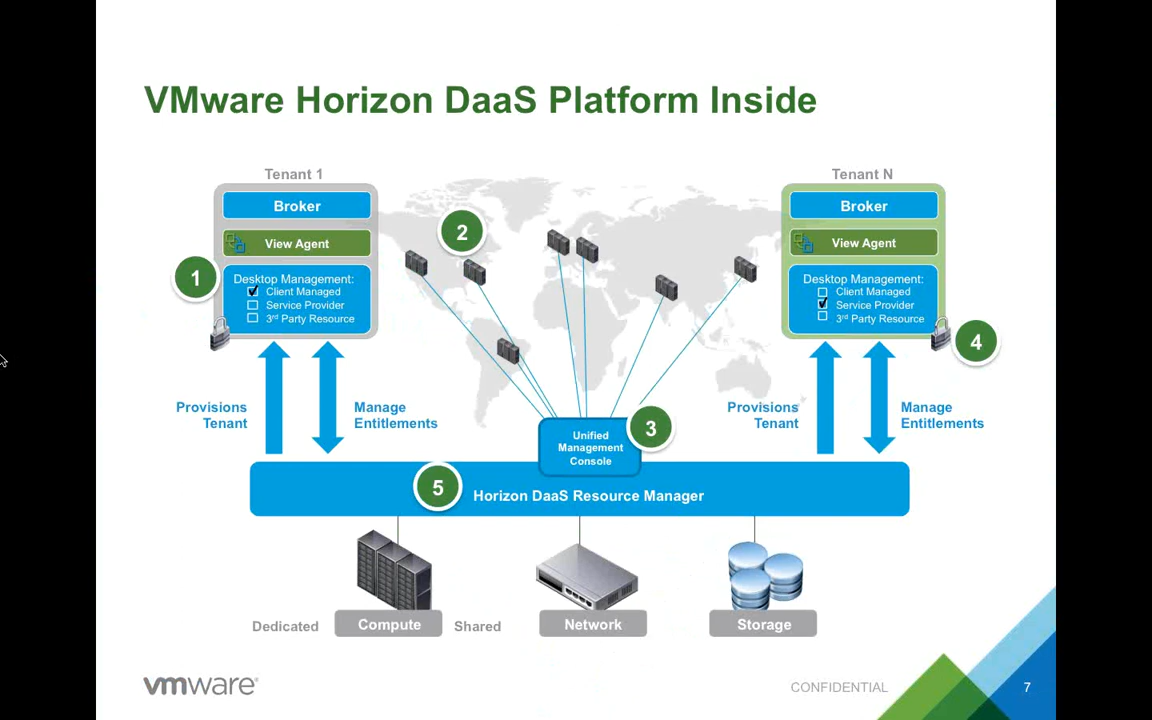 VMware Horizon DaaS Platform Inside
Tenant 1
Broker
View Agent
1
Desktop Management:
Client Managed
Service Provider
3rd Party Resource
2
Tenant N
Broker
View Agent
Desktop Management:
Client Managed
Service Provider
3rd Party Resource
4
Provisions
Tenant
Manage
Entitlements
Unified
Management
Console
3
Provisions
Tenant
Manage
Entitlements
5
Horizon DaaS Resource Manager
Dedicated
Compute
Shared
Network
Storage
vmware®
CONFIDENTIAL
7